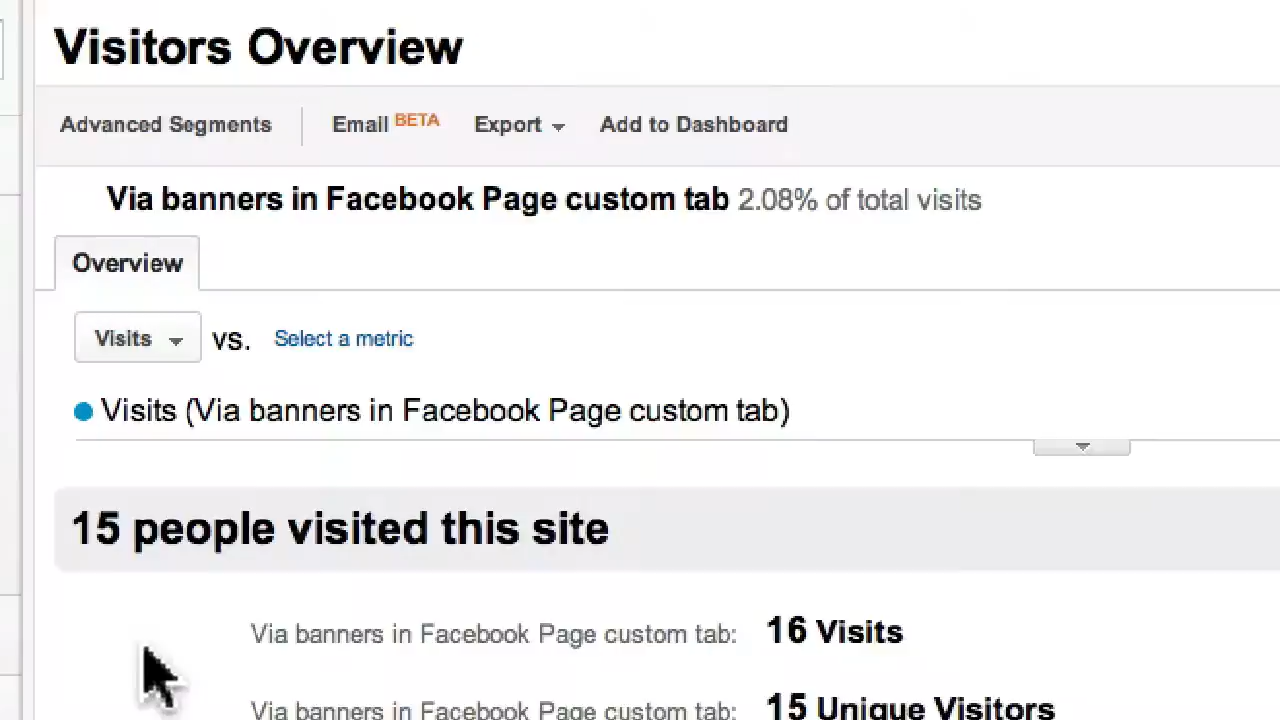 Visitors Overview
Advanced Segments Email BETA Export Add to Dashboard
Via banners in Facebook Page custom tab 2.08% of total visits
Overview
Visits vs. Select a metric
Visits (Via banners in Facebook Page custom tab)
15 people visited this site
Via banners in Facebook Page custom tab: 16 Visits
Via banners in Facebook Page custom tab: 15 Unique Visitors